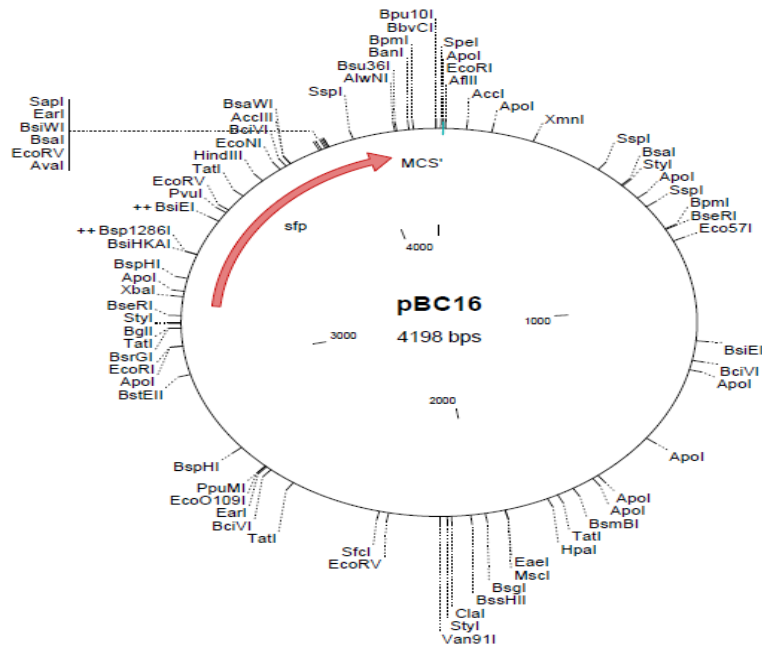 Bpu10I
BbvCI
BpmI
BanI
Bsu36I
AlwNI
SspI
SpeI
ApoI
EcoRI
AflII
AccI
ApoI
XmnI
SspI
BsaI
StyI
ApoI
SspI
BpmI
BseRI
Eco57I
SapI
EarI
BsiWI
BsaI
EcoRV
AvaI
BsaWI
AccIII
BciVI
EcoNI
HindIII
TatI
EcoRV
PvuI
++BsiEI
++Bsp1286I
BsiHKAI
BspHI
ApoI
XbaI
BseRI
StyI
BglI
TatI
BsrGI
EcoRI
ApoI
BstEII
MCS'
sfp
4000
pBC16
4198 bps
1000
3000
2000
BsiEI
BciVI
ApoI
ApoI
ApoI
ApoI
BsmBI
TatI
HpaI
EaeI
MscI
BsgI
BssHII
ClaI
StyI
Van91I
SfcI
EcoRV
BspHI
PpuMI
EcoO109I
EarI
BciVI
TatI